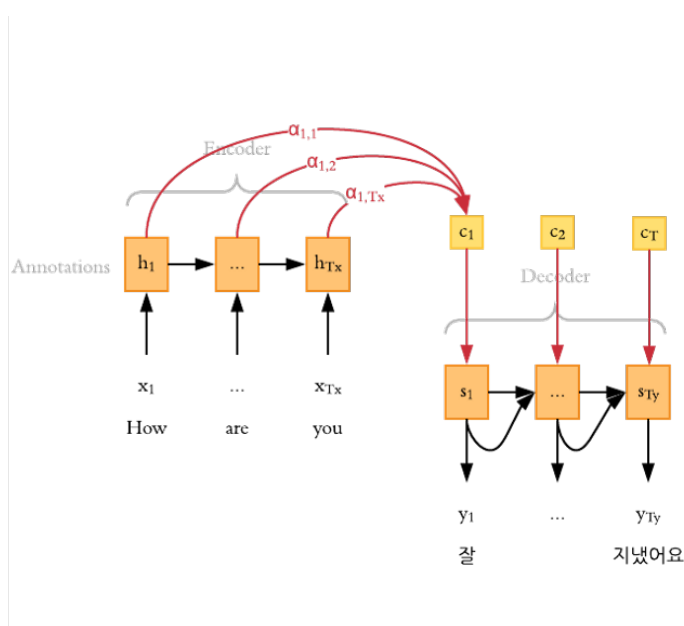 α1,1
Encoder
α1,2
α1,Tx
c1 c2 cT
Annotations h1 ... hTx
Decoder
x1 ... xTx
s1 ... sTy
How are you
y1 ... yTy
잘 지냈어요